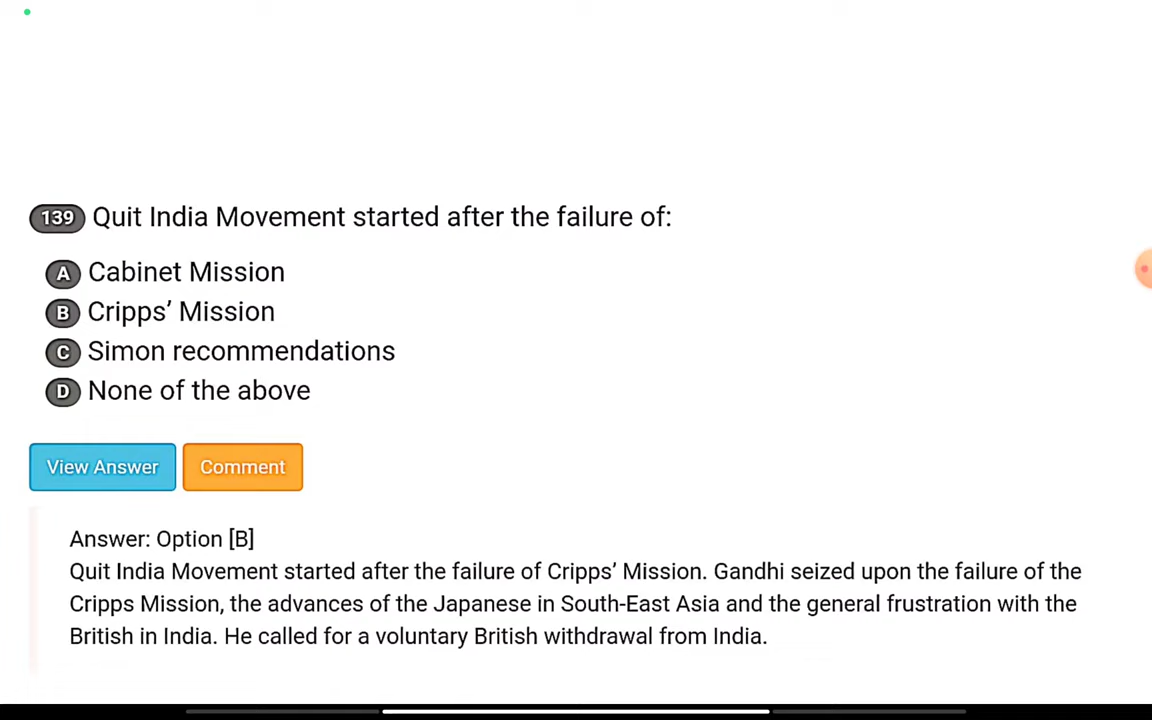 139 Quit India Movement started after the failure of:
A Cabinet Mission
B Cripps’ Mission
C Simon recommendations
D None of the above
View Answer Comment
Answer: Option [B]
Quit India Movement started after the failure of Cripps’ Mission. Gandhi seized upon the failure of the
Cripps Mission, the advances of the Japanese in South-East Asia and the general frustration with the
British in India. He called for a voluntary British withdrawal from India.